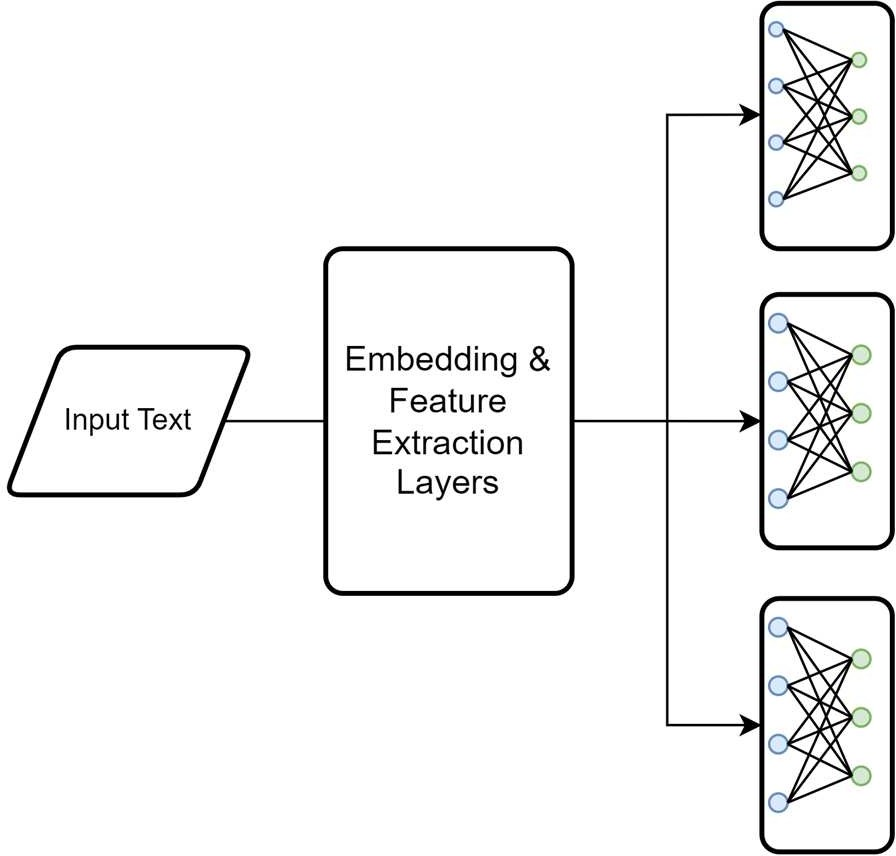 Input Text
Embedding &
Feature
Extraction
Layers